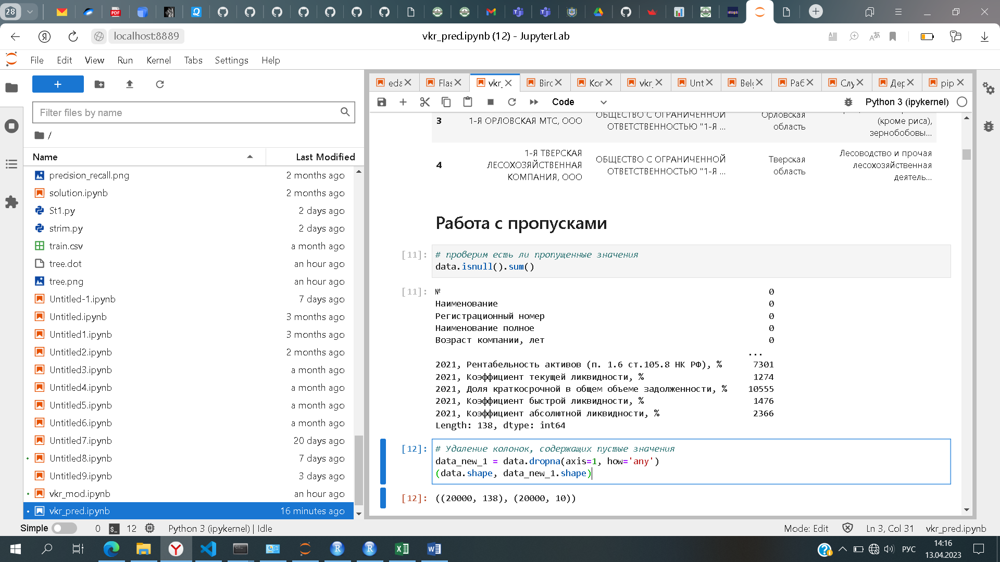 28
localhost:8889
vkr_pred.ipynb (12) - JupyterLab
File Edit View Run Kernel Tabs Settings Help
+
Filter files by name
/
Name Last Modified
precision_recall.png 2 months ago
solution.ipynb 2 months ago
St1.py 2 days ago
strim.py 2 days ago
train.csv a month ago
tree.dot an hour ago
tree.png an hour ago
Untitled-1.ipynb 7 days ago
Untitled.ipynb 3 months ago
Untitled1.ipynb 3 months ago
Untitled2.ipynb 2 months ago
Untitled3.ipynb a month ago
Untitled4.ipynb a month ago
Untitled5.ipynb a month ago
Untitled6.ipynb a month ago
Untitled7.ipynb 20 days ago
Untitled8.ipynb 7 days ago
Untitled9.ipynb 3 days ago
vkr_mod.ipynb an hour ago
vkr_pred.ipynb 16 minutes ago
eda Flas vkr_ Birc Kor vkr_ Unt Belg Раб Слу Дер pip
Code Python 3 (ipykernel)
3 1-Я ОРЛОВСКАЯ МТС, ООО ОБЩЕСТВО С ОГРАНИЧЕННОЙ ОТВЕТСТВЕННОСТЬЮ "1-Я ... Орловская область (кроме риса), зернобобовы...
4 1-Я ТВЕРСКАЯ ЛЕСОХОЗЯЙСТВЕННАЯ КОМПАНИЯ, ООО ОБЩЕСТВО С ОГРАНИЧЕННОЙ ОТВЕТСТВЕННОСТЬЮ "1-Я ... Тверская область Лесоводство и прочая лесохозяйственная деятель...
Работа с пропусками
[11]: # проверим есть ли пропущенные значения
data.isnull().sum()
[11]: № 0
Наименование 0
Регистрационный номер 0
Наименование полное 0
Возраст компании, лет 0
...
2021, Рентабельность активов (п. 1.6 ст.105.8 НК РФ), % 7301
2021, Коэффициент текущей ликвидности, % 1274
2021, Доля краткосрочной в общем объеме задолженности, % 10555
2021, Коэффициент быстрой ликвидности, % 1476
2021, Коэффициент абсолютной ликвидности, % 2366
Length: 138, dtype: int64
[12]: # Удаление колонок, содержащих пустые значения
data_new_1 = data.dropna(axis=1, how='any')
(data.shape, data_new_1.shape)
[12]: ((20000, 138), (20000, 10))
Simple 0 12 Python 3 (ipykernel) | Idle Mode: Edit Ln 3, Col 31 vkr_pred.ipynb
РУС 14:16
13.04.2023